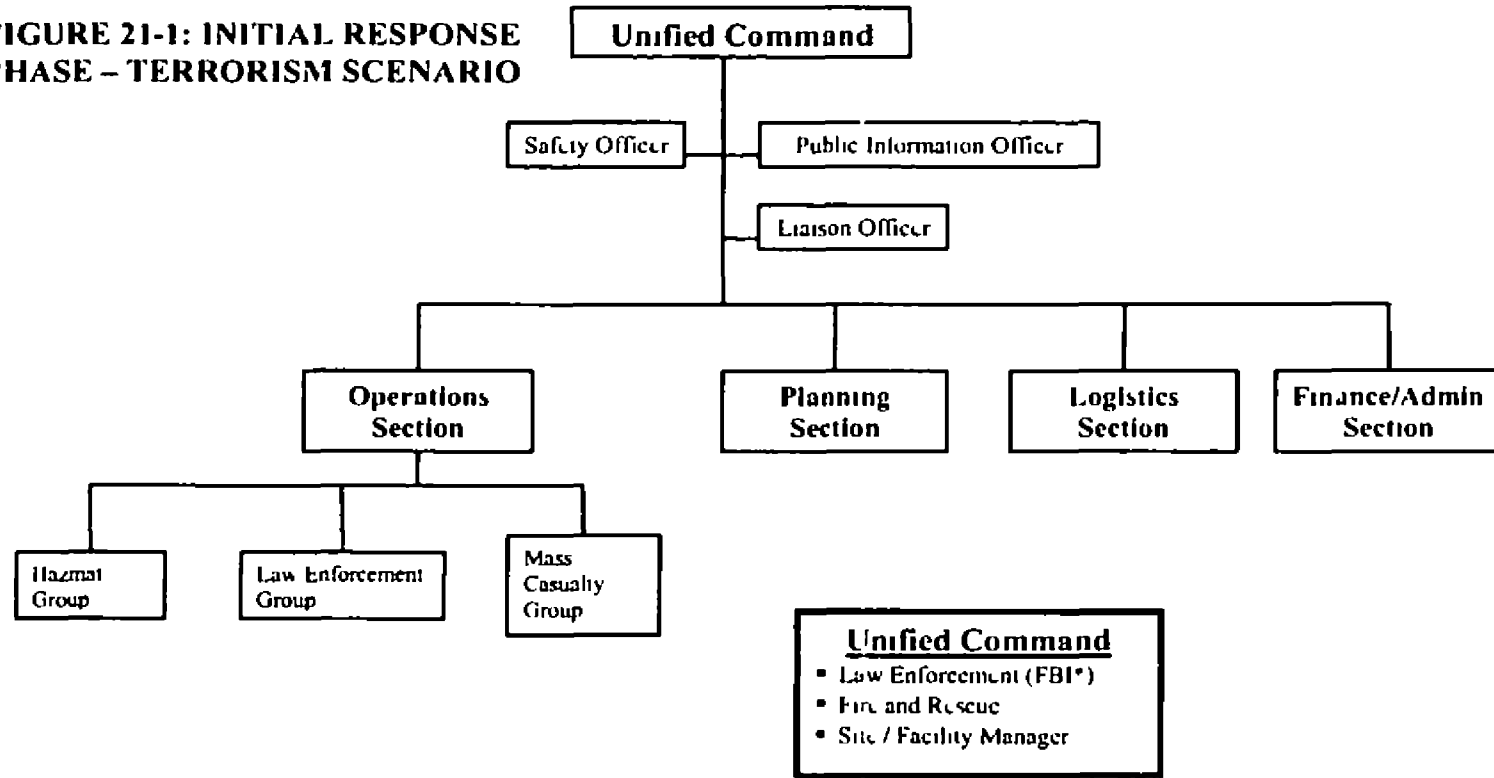 FIGURE 21-1: INITIAL RESPONSE
PHASE – TERRORISM SCENARIO
Unified Command
Safety Officer
Public Information Officer
Liaison Officer
Operations
Section
Planning
Section
Logistics
Section
Finance/Admin
Section
Hazmat
Group
Law Enforcement
Group
Mass
Casualty
Group
Unified Command
▪ Law Enforcement (FBI*)
▪ Fire and Rescue
▪ Site / Facility Manager